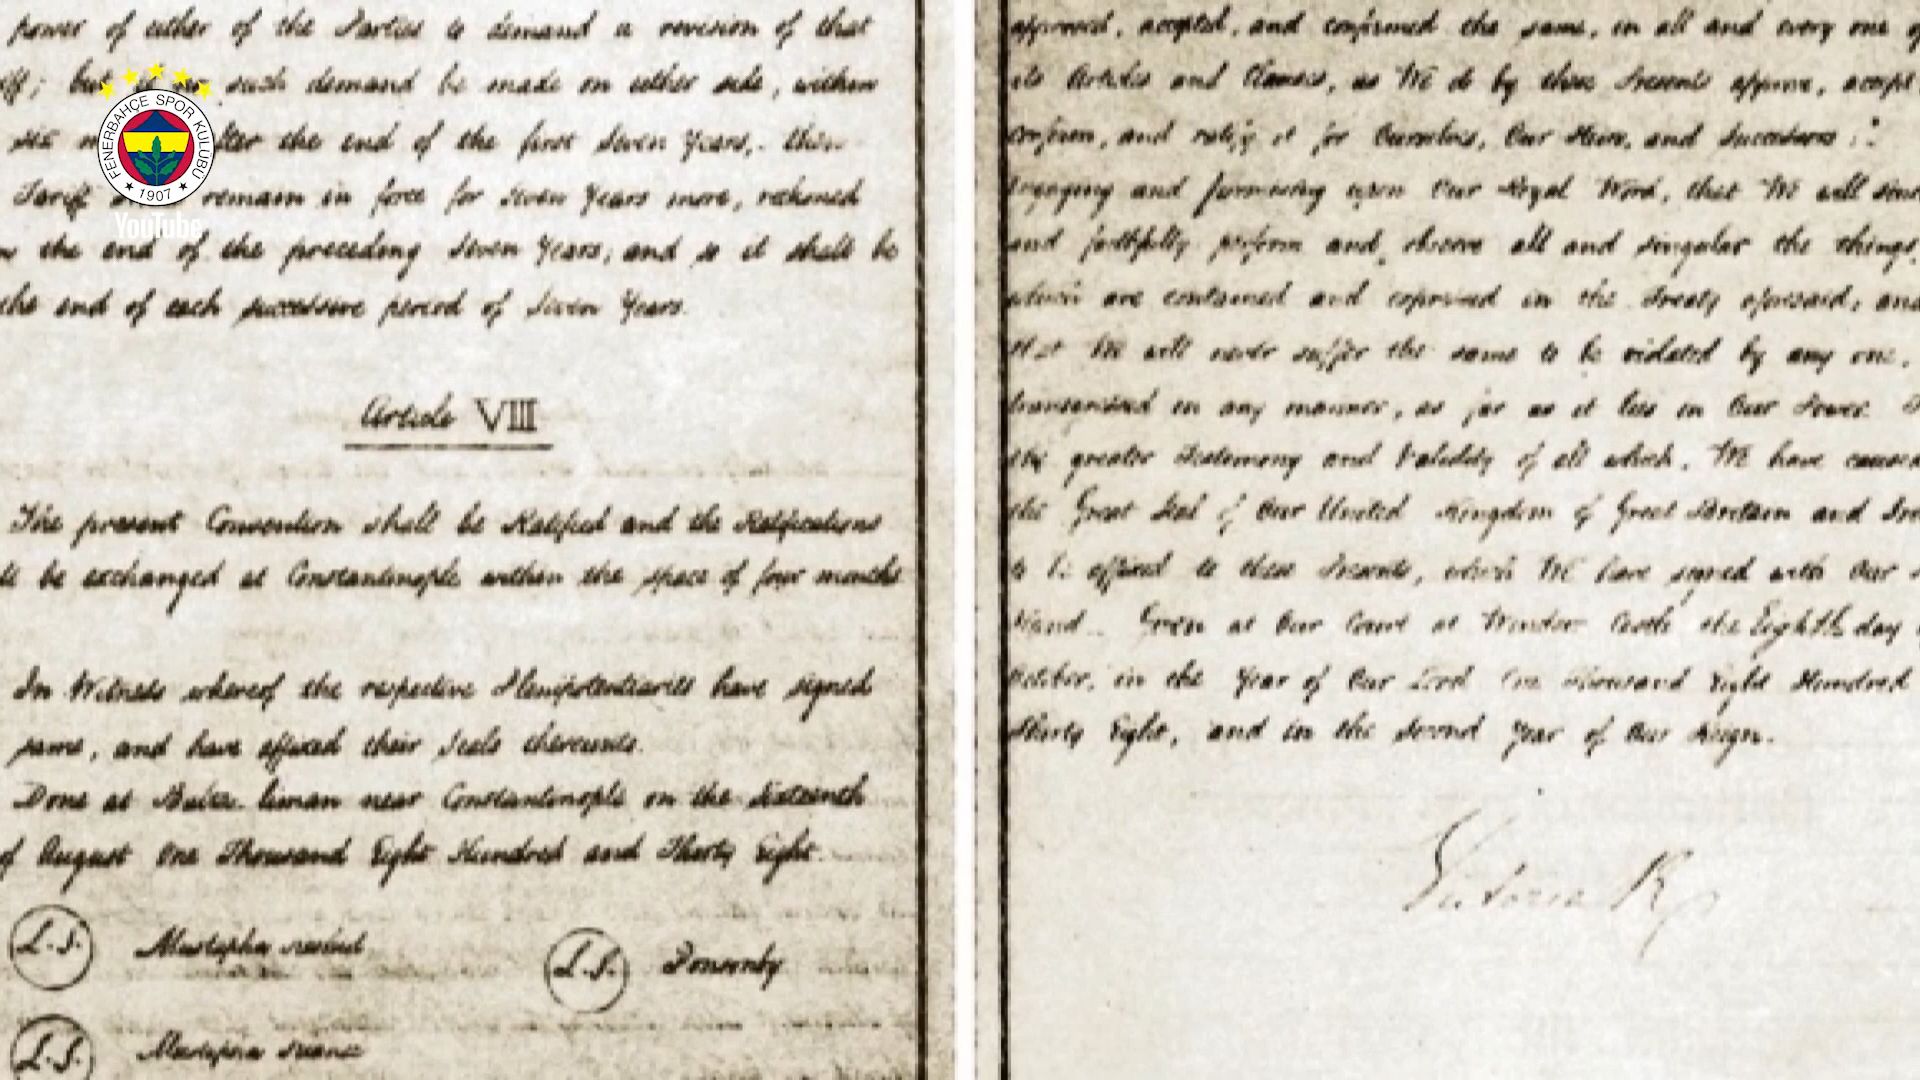 power of either of the Parties to demand a revision of that
iff; but if no such demand be made on either side, within
six after the end of the first Seven Years, then
Tariff remain in force for seven Years more, reckoned
the end of the preceding Seven Years; and so it shall be
the end of each successive period of Seven Years.
Article VIII
The present Convention shall be Ratified and the Ratifications
ll be exchanged at Constantinople within the space of four months
In Witness whereof the respective Plenipotentiaries have signed
same, and have affixed their Seals thereunto.
Done at Balta. liman near Constantinople on the Sixteenth
of August One Thousand Eight Hundred and Thirty Eight.
L.S. Mustapha reshid
L.S. Ponsonby
L.S. Mustapha
approved, accepted, and confirmed the same, in all and every one of
its Articles and Clauses, as We do by these Presents approve, accept
confirm, and ratify it for Ourselves, Our Heirs, and Successors:
Engaging and promising upon Our Royal Word, that We will
and faithfully perform and observe all and singular the things
which are contained and comprised in the Treaty aforesaid, and
that We will never suffer the same to be violated by any one,
transgressed in any manner, as far as it lies in Our Power.
the greater Testimony and Validity of all which, We have caused
the Great Seal of Our United Kingdom of Great Britain and
to be affixed to these Presents, which We have signed with Our
Hand. Given at Our Court at Windsor Castle the Eighth day
October, in the Year of Our Lord One Thousand Eight Hundred
Thirty Eight, and in the Second Year of Our Reign.
Victoria R
FENERBAHÇE SPOR KULÜBÜ
1907
YouTube